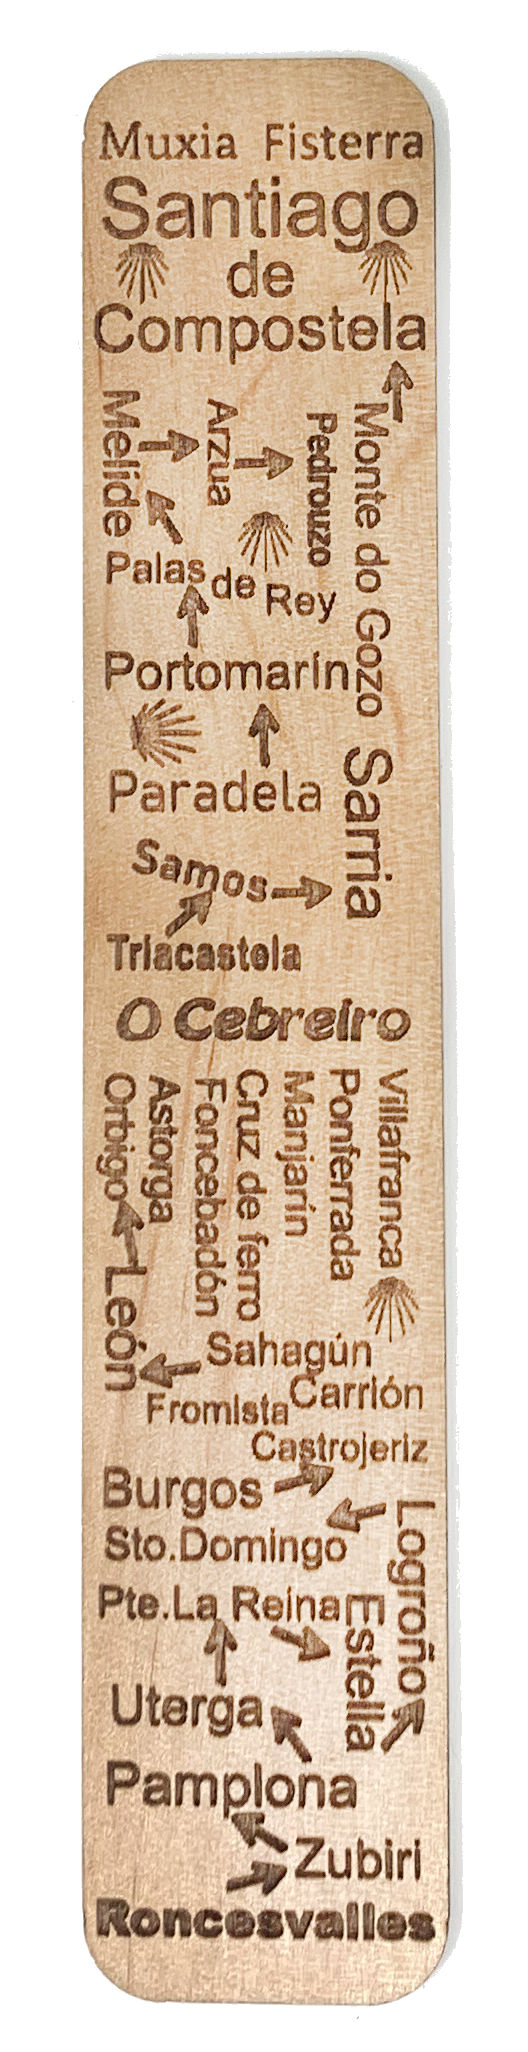 Muxia Fisterra
Santiago
de
Compostela
Melide
Arzua
Pedrouzo
Monte do Gozo
Palas de Rey
Portomarín
Paradela
Sarria
Samos
Triacastela
O Cebreiro
Orbigo
Astorga
Foncebadón
Cruz de ferro
Manjarín
Ponferrada
Villafranca
León
Sahagún
Carrión
Fromista
Castrojeriz
Burgos
Sto.Domingo
Logroño
Pte.La Reina
Estella
Uterga
Pamplona
Zubiri
Roncesvalles